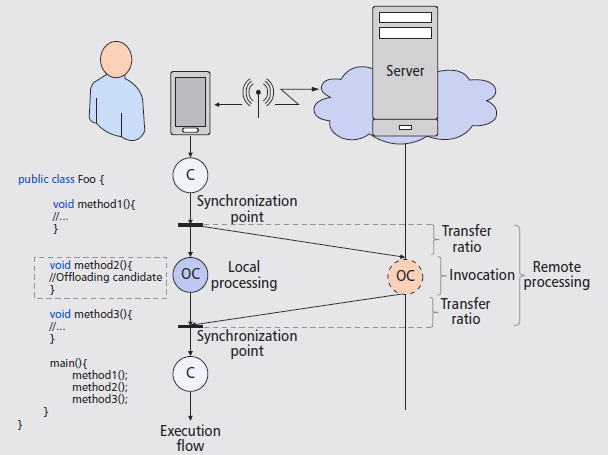 Server
C
public class Foo {
Synchronization
point
void method1(){
//...
}
Transfer
ratio
void method2(){
//Offloading candidate
}
OC
Local
processing
OC
Invocation
Remote
processing
Transfer
ratio
void method3(){
//...
}
Synchronization
point
main(){
method1();
method2();
method3();
}
}
C
Execution
flow